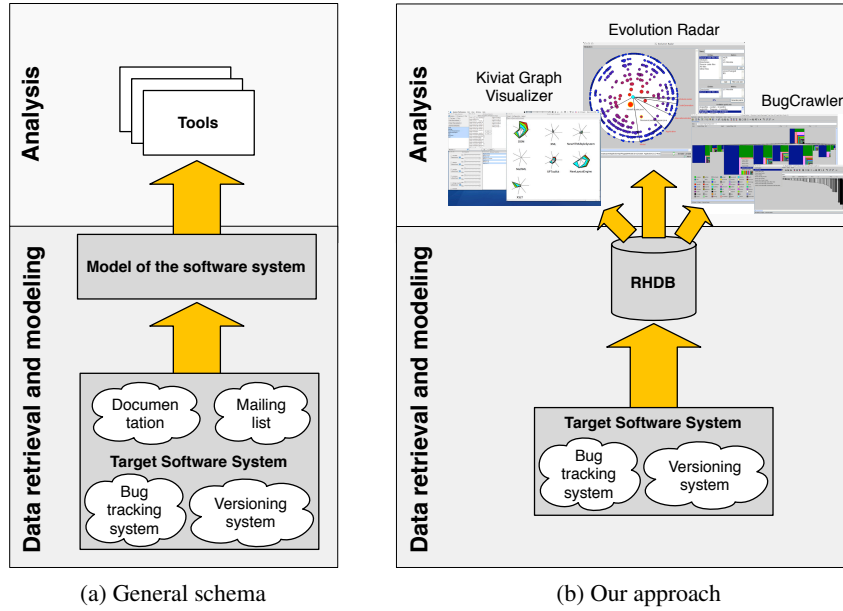 Analysis
Tools
Data retrieval and modeling
Model of the software system
Documen
tation
Mailing
list
Target Software System
Bug
tracking
system
Versioning
system
(a) General schema
Analysis
Evolution Radar
Kiviat Graph
Visualizer
BugCrawler
Data retrieval and modeling
RHDB
Target Software System
Bug
tracking
system
Versioning
system
(b) Our approach